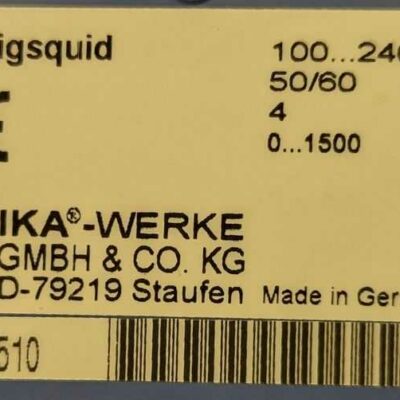 igsquid 100...240
50/60
4
0...1500
IKA®-WERKE
GMBH & CO. KG
D-79219 Staufen Made in Ger
510